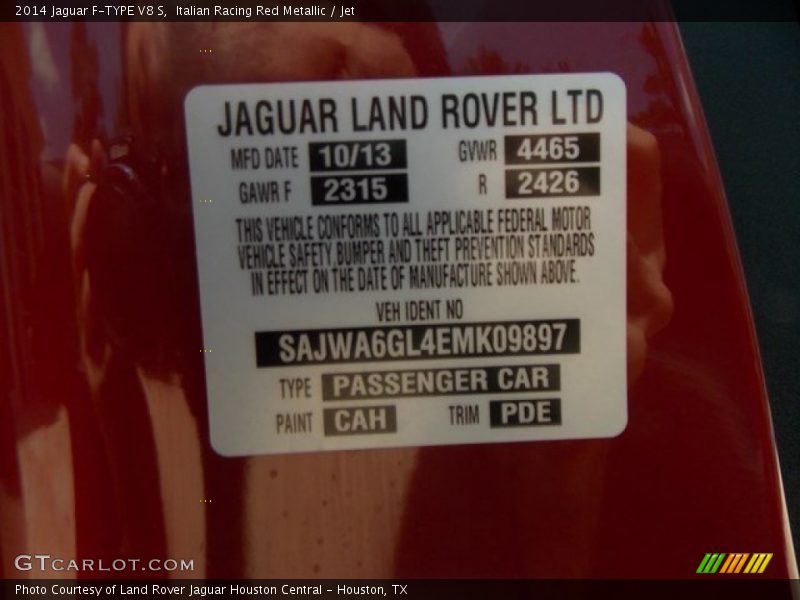 2014 Jaguar F-TYPE V8 S, Italian Racing Red Metallic / Jet
JAGUAR LAND ROVER LTD
MFD DATE 10/13 GVWR 4465
GAWR F 2315 R 2426
THIS VEHICLE CONFORMS TO ALL APPLICABLE FEDERAL MOTOR
VEHICLE SAFETY BUMPER AND THEFT PREVENTION STANDARDS
IN EFFECT ON THE DATE OF MANUFACTURE SHOWN ABOVE.
VEH IDENT NO
SAJWA6GL4EMK09897
TYPE PASSENGER CAR
PAINT CAH TRIM PDE
GTCARLOT.COM
Photo Courtesy of Land Rover Jaguar Houston Central - Houston, TX